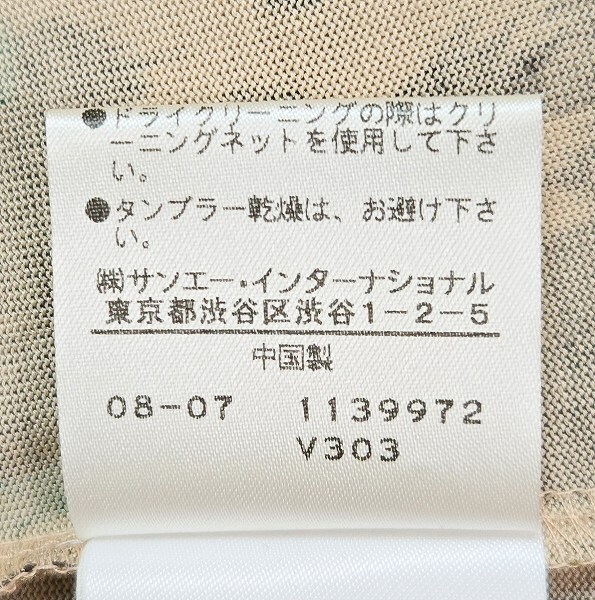 ●ドライクリーニングの際はクリ
ーニングネットを使用して下さ
い。
●タンブラー乾燥は、お避け下さ
い。
㈱サンエー・インターナショナル
東京都渋谷区渋谷1-2-5
中国製
08-07 1139972
V303